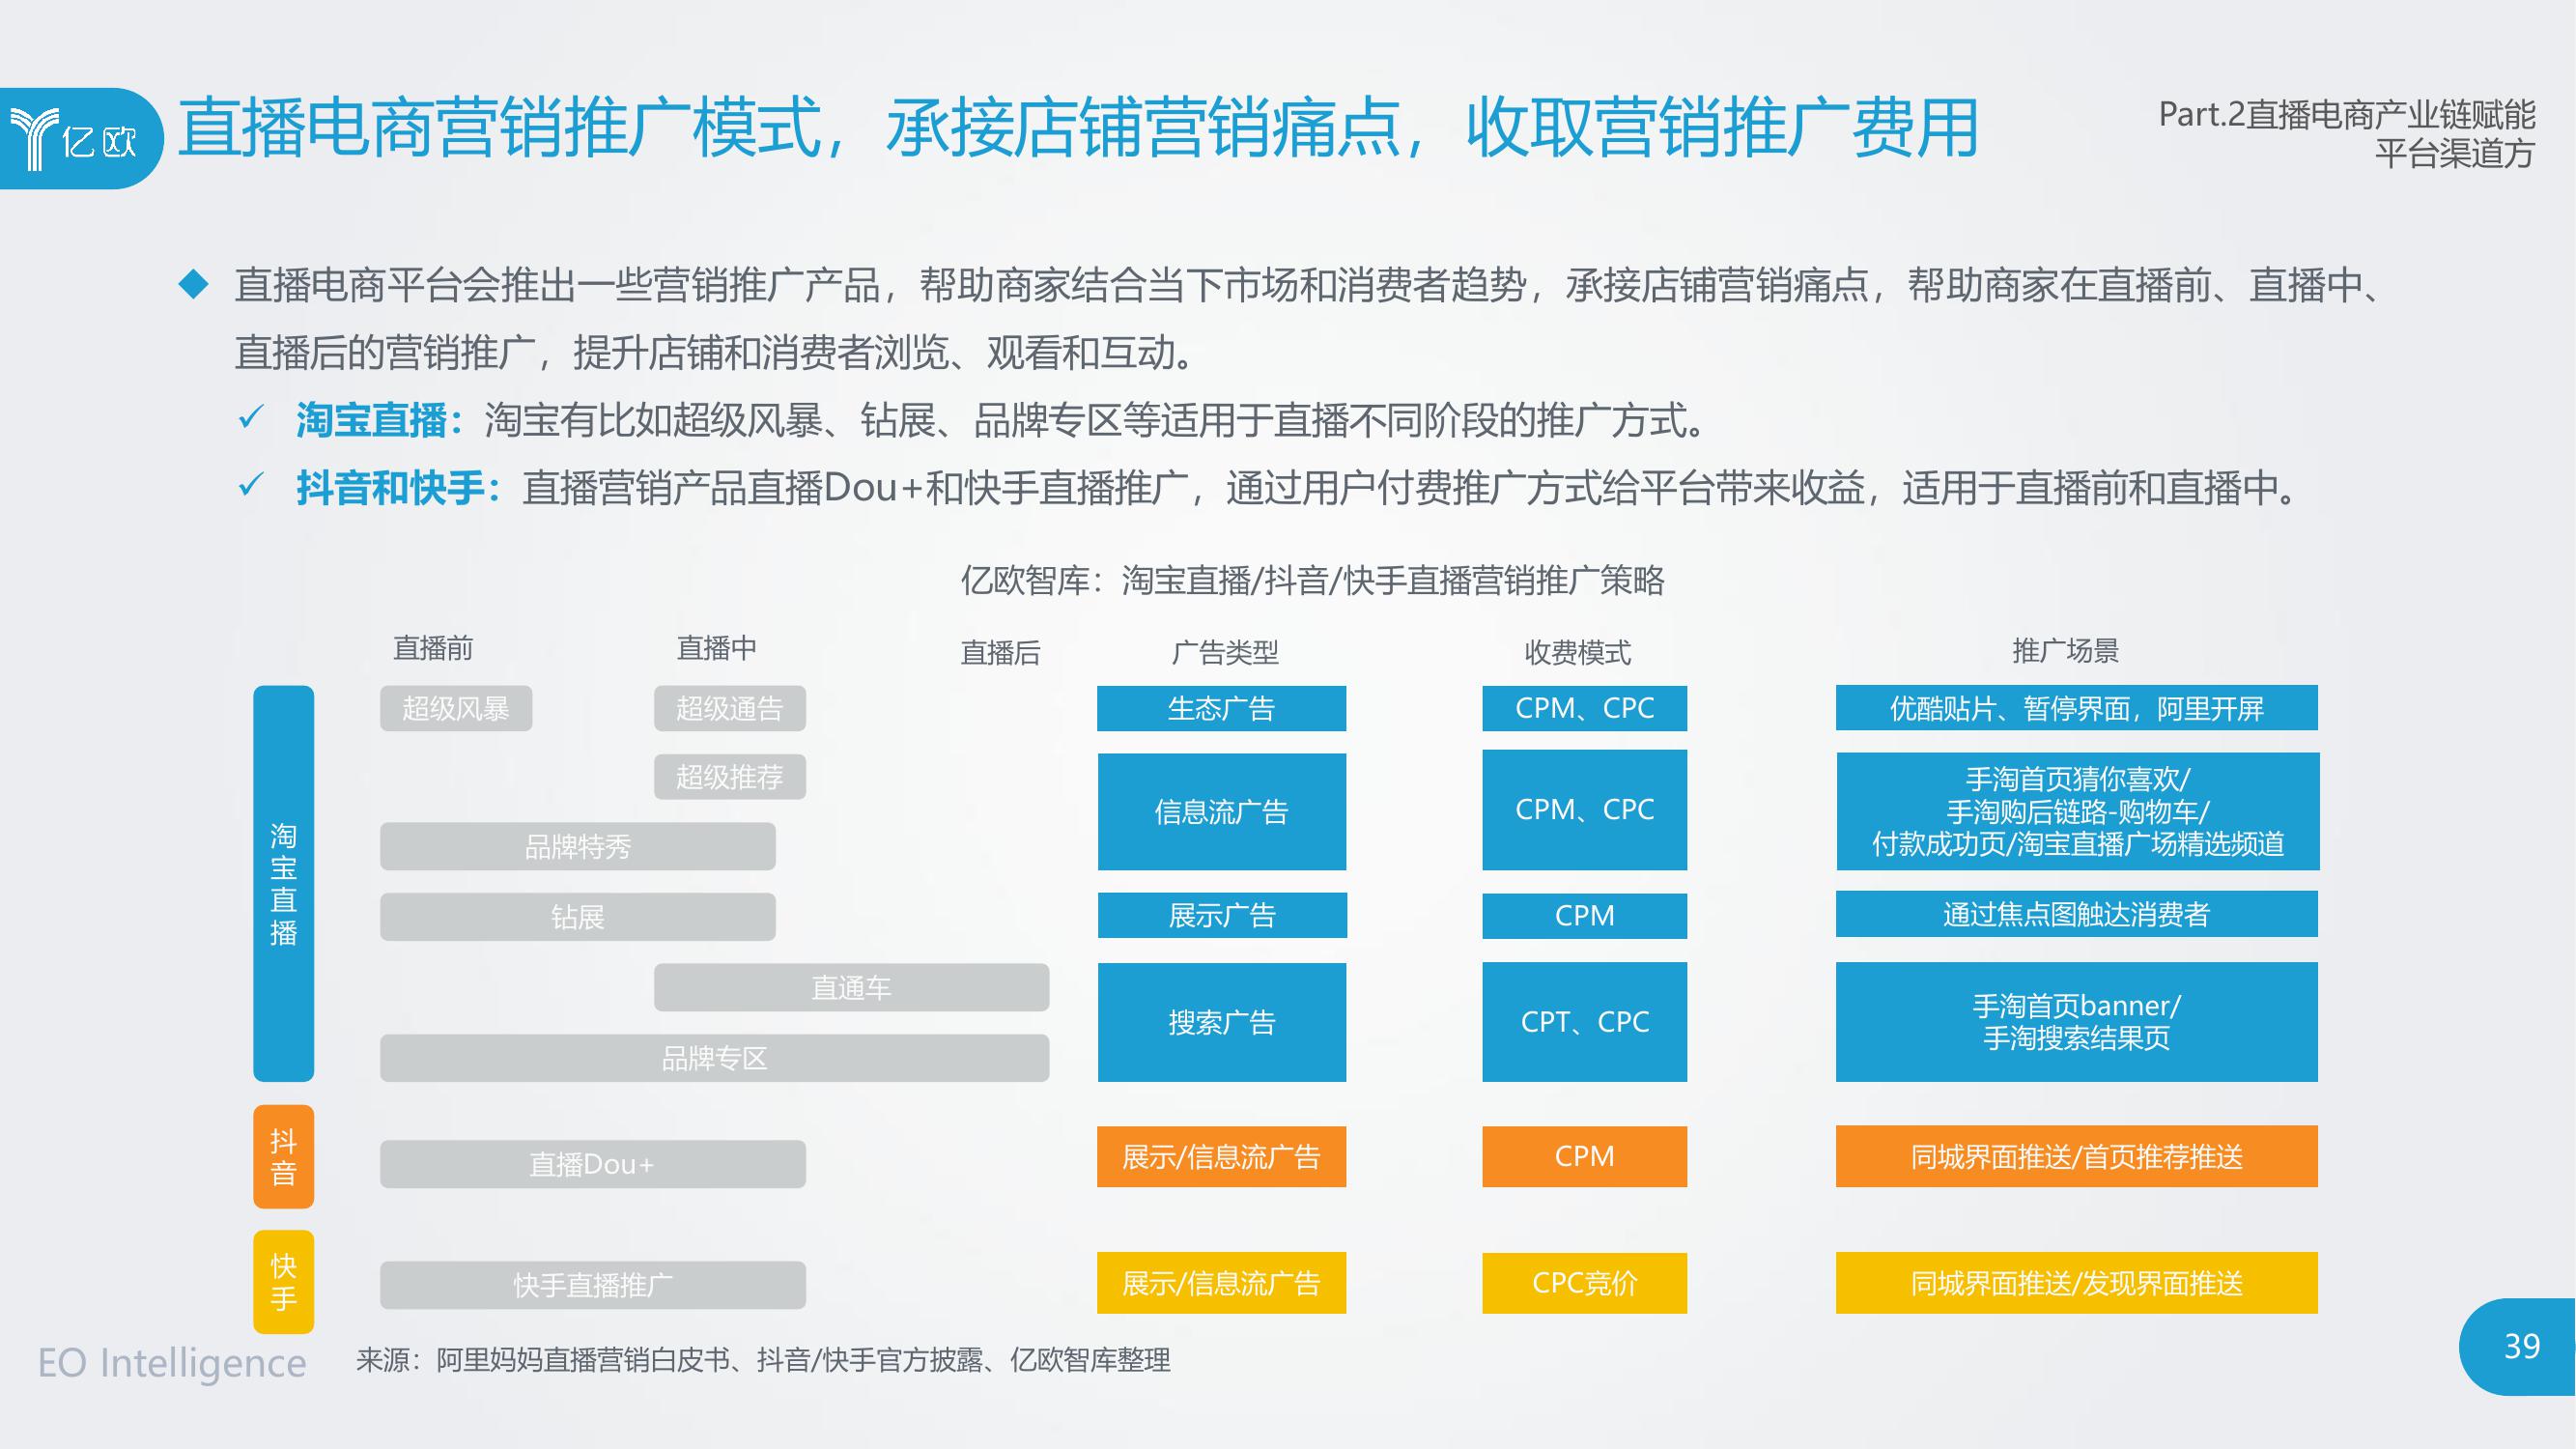 亿欧
直播电商营销推广模式，承接店铺营销痛点，收取营销推广费用
Part.2直播电商产业链赋能
平台渠道方
直播电商平台会推出一些营销推广产品，帮助商家结合当下市场和消费者趋势，承接店铺营销痛点，帮助商家在直播前、直播中、
直播后的营销推广，提升店铺和消费者浏览、观看和互动。
淘宝直播：淘宝有比如超级风暴、钻展、品牌专区等适用于直播不同阶段的推广方式。
抖音和快手：直播营销产品直播Dou+和快手直播推广，通过用户付费推广方式给平台带来收益，适用于直播前和直播中。
亿欧智库：淘宝直播/抖音/快手直播营销推广策略
直播前 直播中 直播后 广告类型 收费模式 推广场景
淘宝直播
超级风暴 超级通告 生态广告 CPM、CPC 优酷贴片、暂停界面，阿里开屏
超级推荐
品牌特秀
信息流广告 CPM、CPC
手淘首页猜你喜欢/
手淘购后链路-购物车/
付款成功页/淘宝直播广场精选频道
钻展 展示广告 CPM 通过焦点图触达消费者
直通车
品牌专区
搜索广告 CPT、CPC
手淘首页banner/
手淘搜索结果页
抖音
直播Dou+ 展示/信息流广告 CPM 同城界面推送/首页推荐推送
快手
快手直播推广 展示/信息流广告 CPC竞价 同城界面推送/发现界面推送
EO Intelligence
来源：阿里妈妈直播营销白皮书、抖音/快手官方披露、亿欧智库整理
39